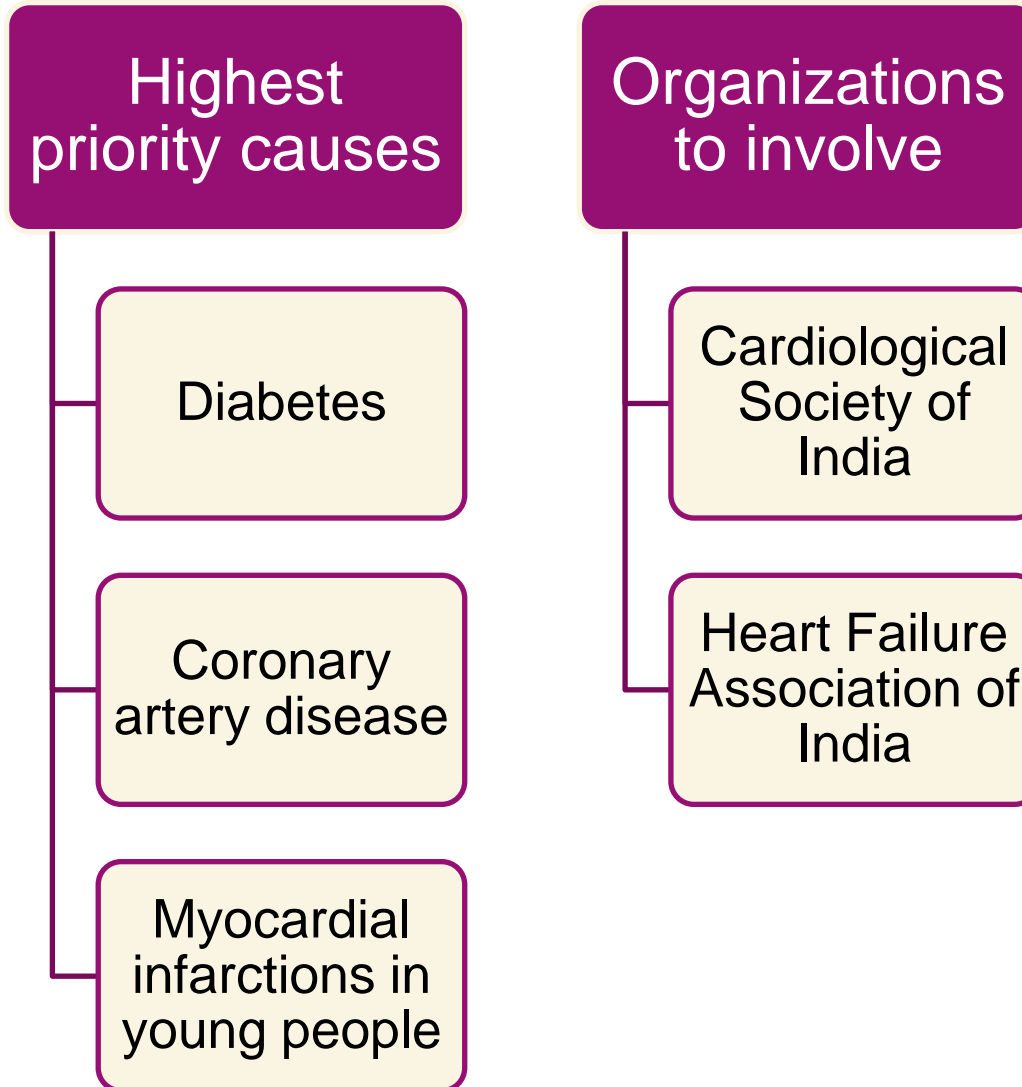 Highest
priority causes
Diabetes
Coronary
artery disease
Myocardial
infarctions in
young people
Organizations
to involve
Cardiological
Society of
India
Heart Failure
Association of
India